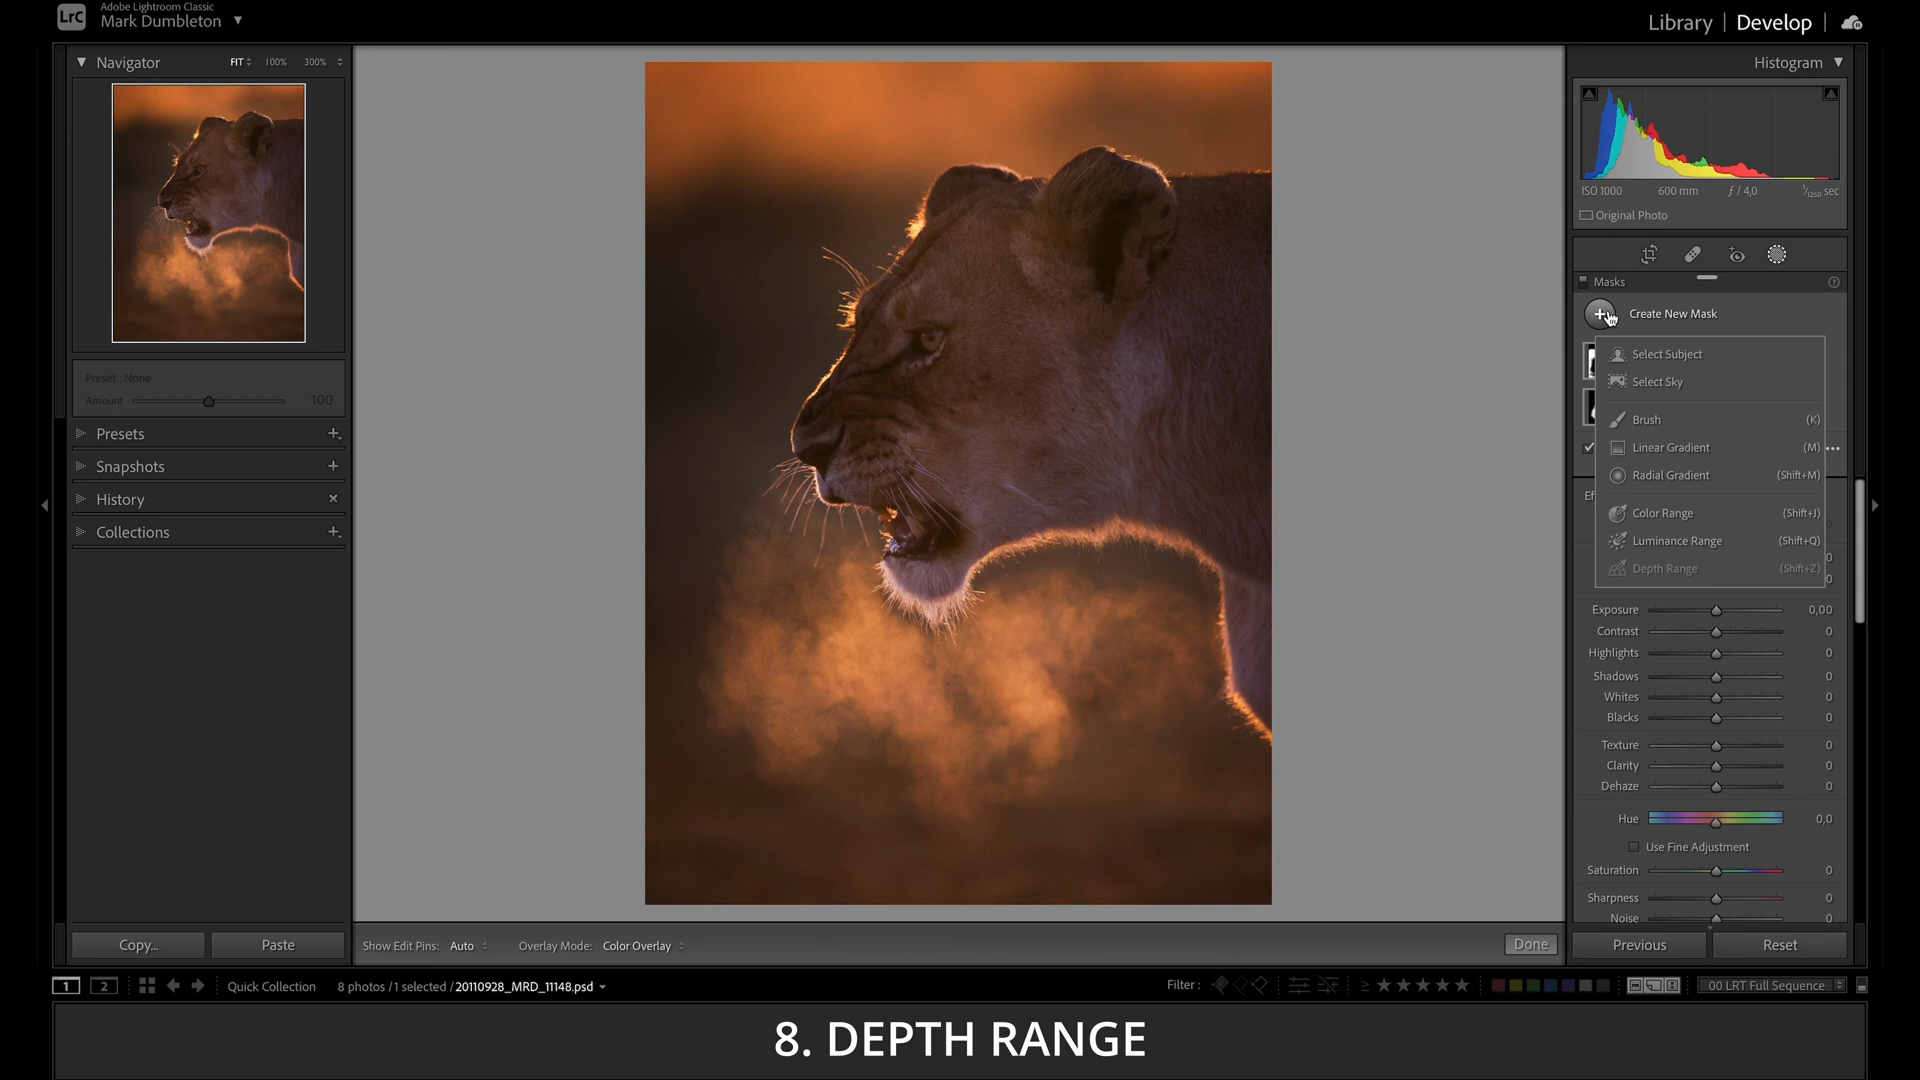 LrC
Adobe Lightroom Classic
Mark Dumbleton
Library | Develop
Navigator
FIT 100% 300%
Preset : None
Amount 100
Presets
Snapshots
History
Collections
Copy... Paste
Show Edit Pins: Auto Overlay Mode: Color Overlay
Done
Histogram
ISO 1000 600 mm ƒ / 4,0 1/1250 sec
Original Photo
Masks
Create New Mask
Select Subject
Select Sky
Brush (K)
Linear Gradient (M)
Radial Gradient (Shift+M)
Color Range (Shift+J)
Luminance Range (Shift+Q)
Depth Range (Shift+Z)
Exposure 0,00
Contrast 0
Highlights 0
Shadows 0
Whites 0
Blacks 0
Texture 0
Clarity 0
Dehaze 0
Hue 0,0
Use Fine Adjustment
Saturation 0
Sharpness 0
Noise 0
Previous Reset
1 2 Quick Collection 8 photos /1 selected /20110928_MRD_11148.psd
Filter : ≥ ★★★★★ 00 LRT Full Sequence
8. DEPTH RANGE